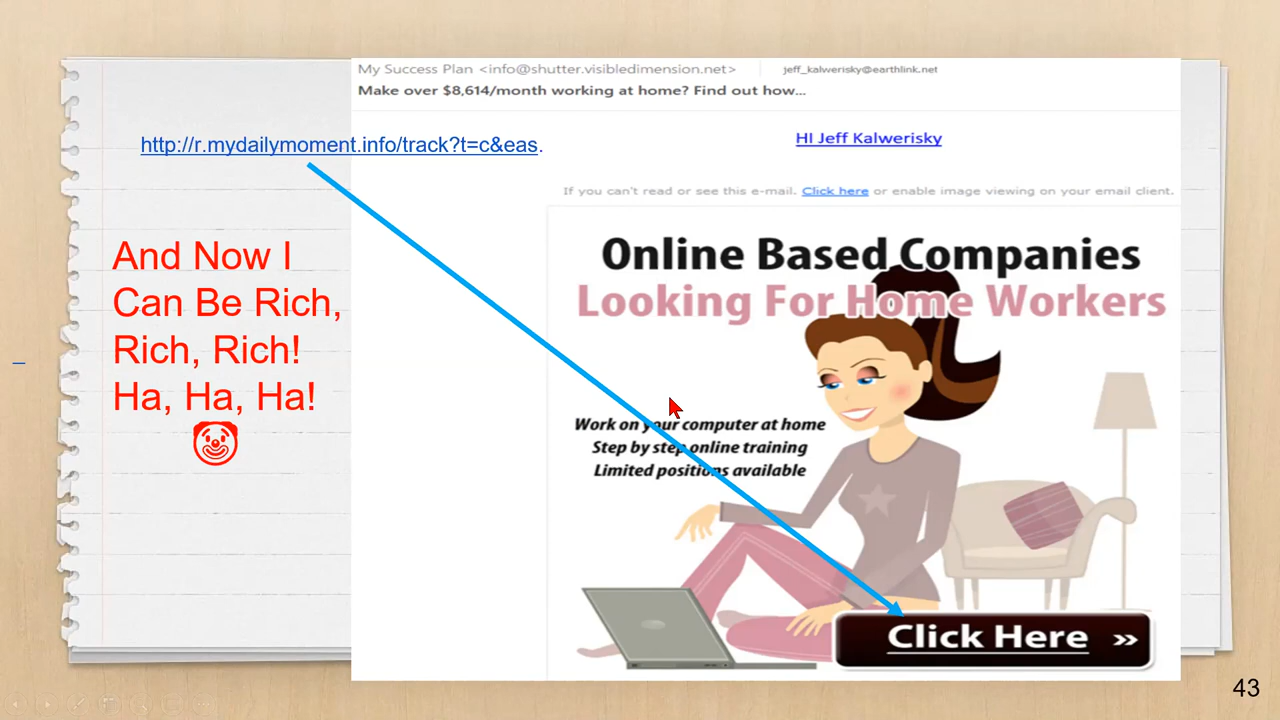 My Success Plan <info@shutter.visibledimension.net> jeff_kalwerisky@earthlink.net
Make over $8,614/month working at home? Find out how...
HI Jeff Kalwerisky
http://r.mydailymoment.info/track?t=c&eas.
If you can't read or see this e-mail. Click here or enable image viewing on your email client.
Online Based Companies
Looking For Home Workers
And Now I
Can Be Rich,
Rich, Rich!
Ha, Ha, Ha!
Work on your computer at home
Step by step online training
Limited positions available
Click Here »
43